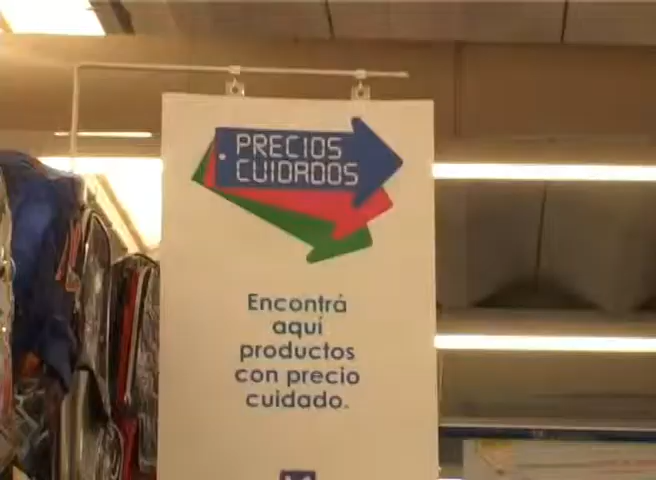 PRECIOS
CUIDADOS
Encontrá
aquí
productos
con precio
cuidado.